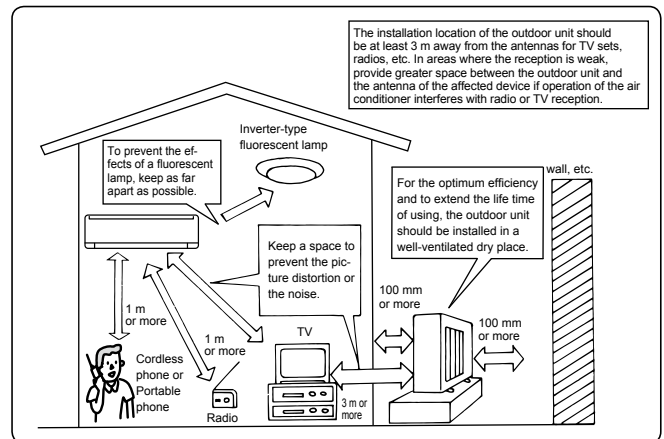 The installation location of the outdoor unit should
be at least 3 m away from the antennas for TV sets,
radios, etc. In areas where the reception is weak,
provide greater space between the outdoor unit and
the antenna of the affected device if operation of the air
conditioner interferes with radio or TV reception.
Inverter-type
fluorescent lamp
To prevent the ef-
fects of a fluorescent
lamp, keep as far
apart as possible.
wall, etc.
For the optimum efficiency
and to extend the life time
of using, the outdoor unit
should be installed in a
well-ventilated dry place.
Keep a space to
prevent the pic-
ture distortion or
the noise.
100 mm
or more
100 mm
or more
1 m
or more
1 m
or more
TV
Cordless
phone or
Portable
phone
Radio
3 m or
more